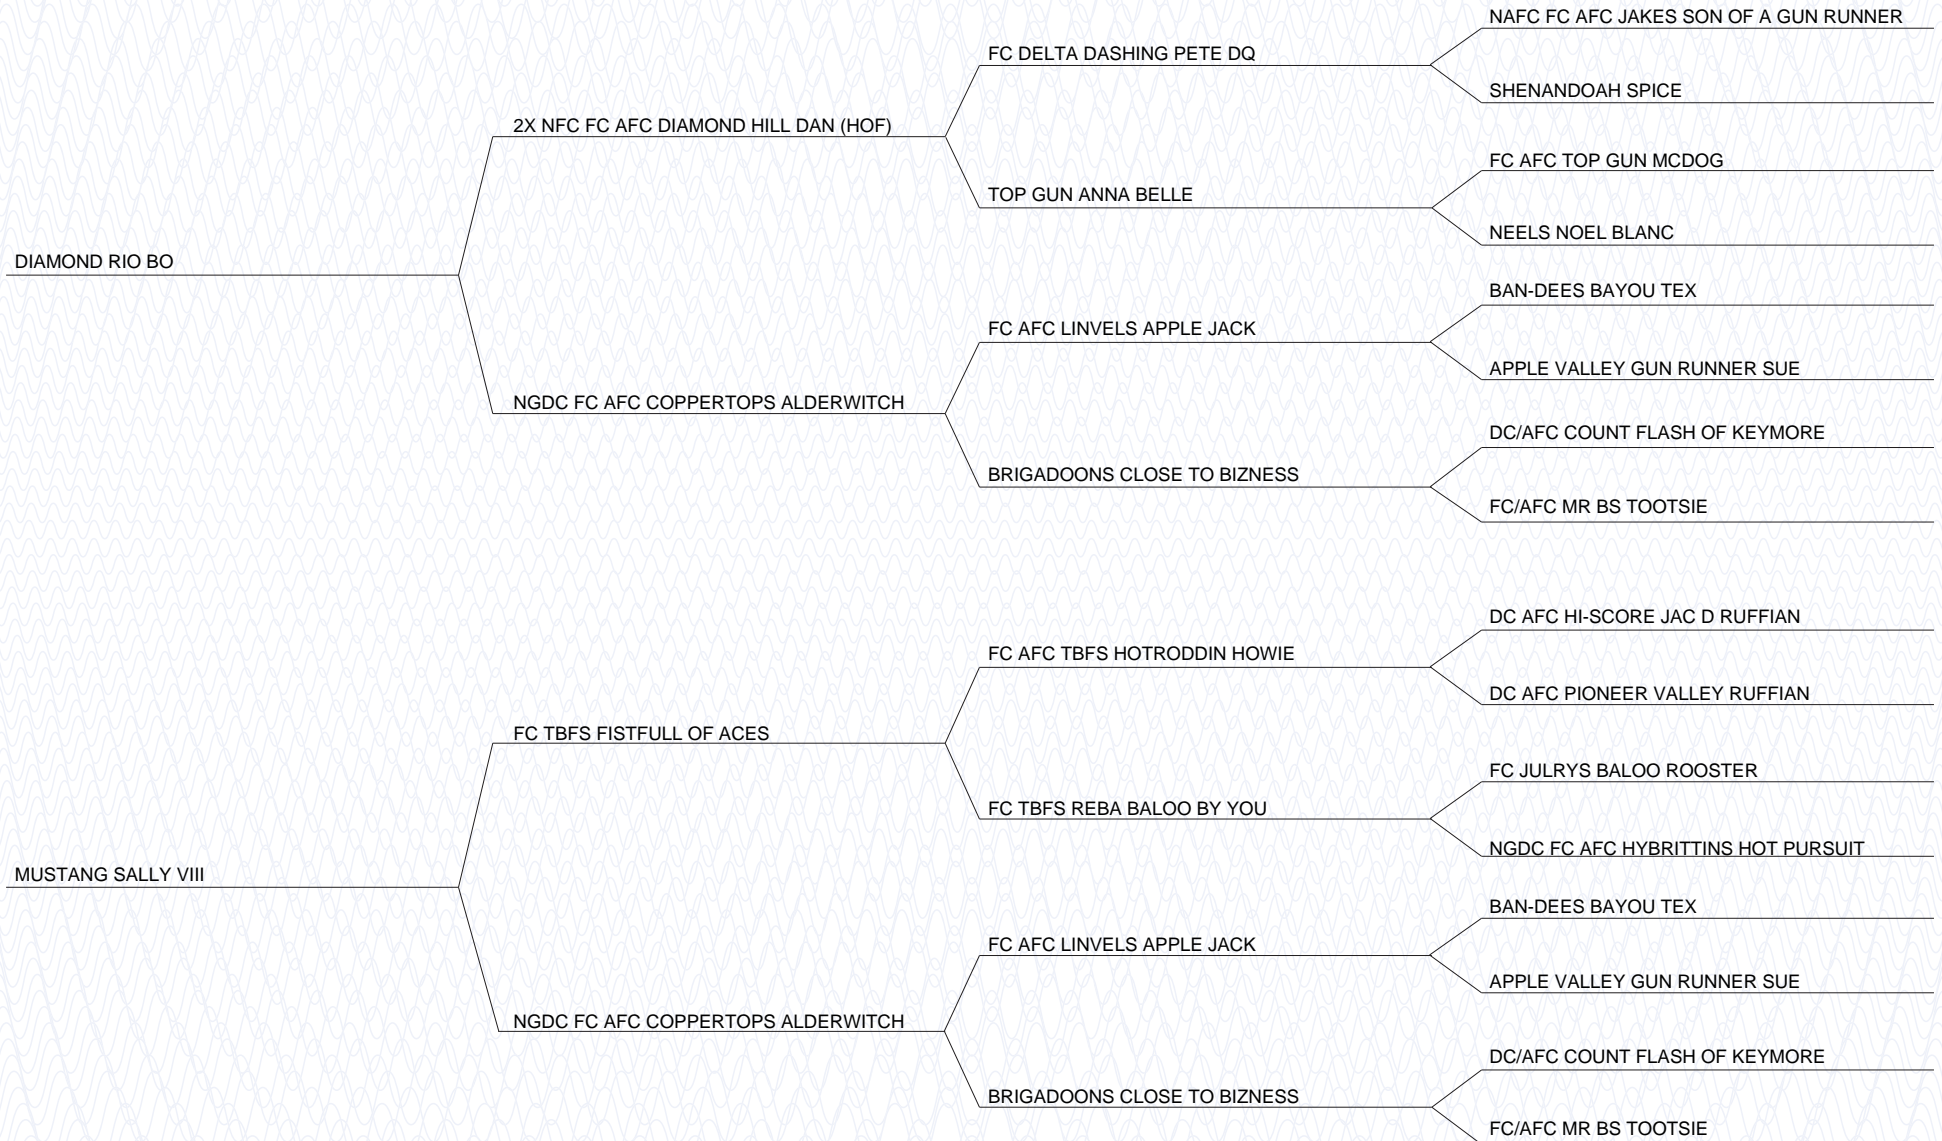 NAFC FC AFC JAKES SON OF A GUN RUNNER
FC DELTA DASHING PETE DQ
SHENANDOAH SPICE
2X NFC FC AFC DIAMOND HILL DAN (HOF)
FC AFC TOP GUN MCDOG
TOP GUN ANNA BELLE
NEELS NOEL BLANC
DIAMOND RIO BO
BAN-DEES BAYOU TEX
FC AFC LINVELS APPLE JACK
APPLE VALLEY GUN RUNNER SUE
NGDC FC AFC COPPERTOPS ALDERWITCH
DC/AFC COUNT FLASH OF KEYMORE
BRIGADOONS CLOSE TO BIZNESS
FC/AFC MR BS TOOTSIE
DC AFC HI-SCORE JAC D RUFFIAN
FC AFC TBFS HOTRODDIN HOWIE
DC AFC PIONEER VALLEY RUFFIAN
FC TBFS FISTFULL OF ACES
FC JULRYS BALOO ROOSTER
FC TBFS REBA BALOO BY YOU
NGDC FC AFC HYBRITTINS HOT PURSUIT
MUSTANG SALLY VIII
BAN-DEES BAYOU TEX
FC AFC LINVELS APPLE JACK
APPLE VALLEY GUN RUNNER SUE
NGDC FC AFC COPPERTOPS ALDERWITCH
DC/AFC COUNT FLASH OF KEYMORE
BRIGADOONS CLOSE TO BIZNESS
FC/AFC MR BS TOOTSIE